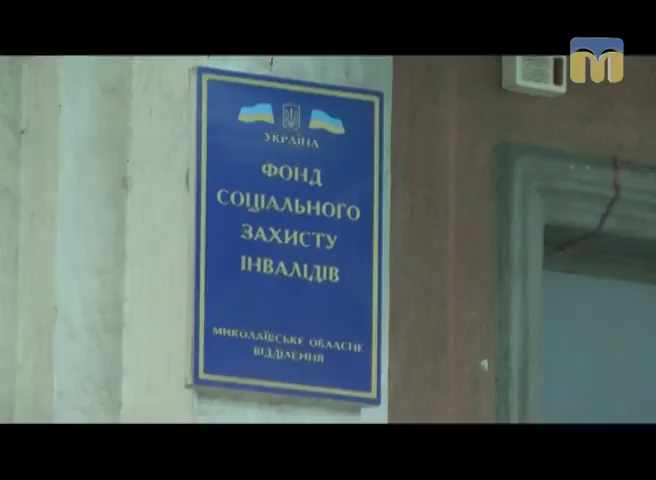 УКРАЇНА
ФОНД
СОЦІАЛЬНОГО
ЗАХИСТУ
ІНВАЛІДІВ
МИКОЛАЇВСЬКЕ ОБЛАСНЕ
ВІДДІЛЕННЯ